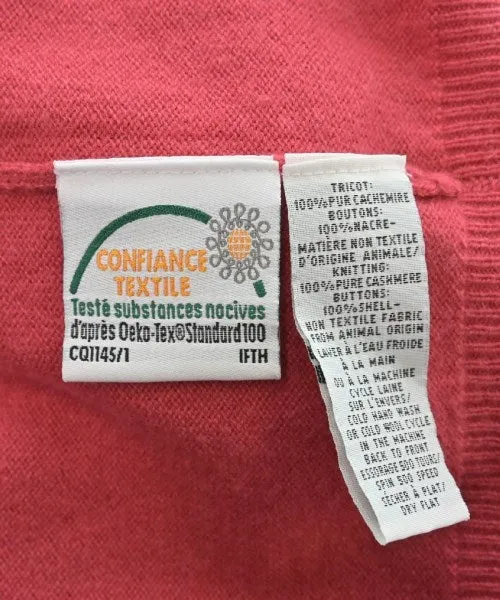 CONFIANCE
TEXTILE
Testé substances nocives
d'après Oeko-Tex®Standard100
CQ1145/1 IFTH
TRICOT:
100%PUR CACHEMIRE
BOUTONS:
100%NACRE-
MATIÈRE NON TEXTILE
D'ORIGINE ANIMALE/
KNITTING:
100%PURE CASHMERE
BUTTONS:
100%SHELL-
NON TEXTILE FABRIC
FROM ANIMAL ORIGIN
LAVER À L'EAU FROIDE
À LA MAIN
OU À LA MACHINE
CYCLE LAINE
SUR L'ENVERS/
COLD HAND WASH
OR COLD WOOL CYCLE
IN THE MACHINE
BACK TO FRONT
ESSORAGE 500 TOURS/
SPIN 500 SPEED
SÉCHER À PLAT/
DRY FLAT